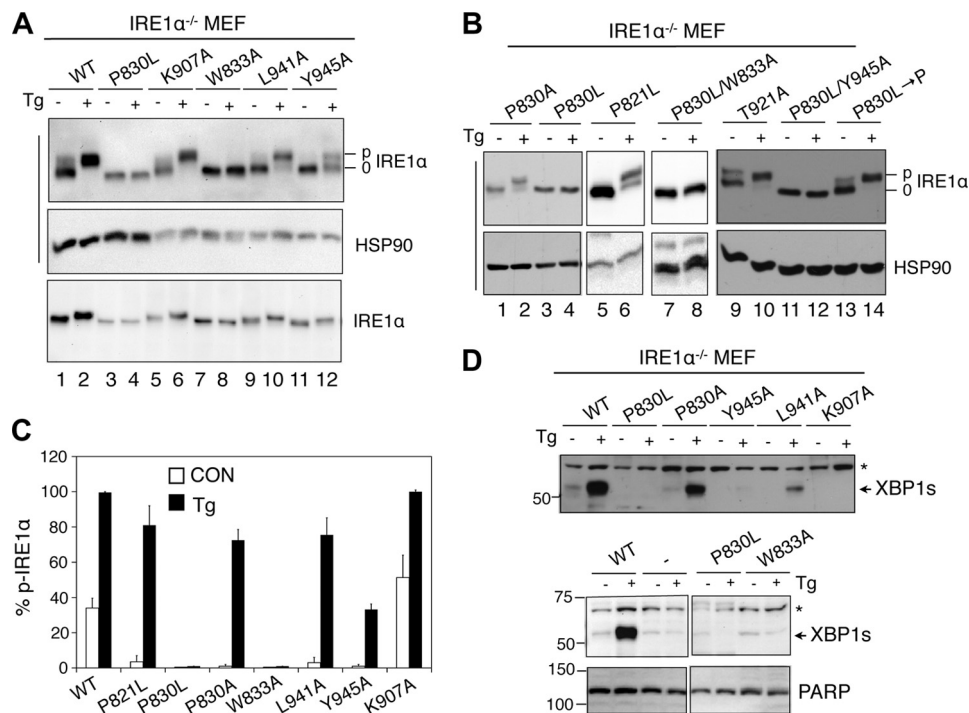 A
IRE1α-/- MEF
WT P830L K907A W833A L941A Y945A
Tg - + - + - + - + - + - +
p
0 IRE1α
HSP90
IRE1α
1 2 3 4 5 6 7 8 9 10 11 12
B
IRE1α-/- MEF
P830A P830L P821L P830L/W833A T921A P830L/Y945A P830L→P
Tg - + - + - + - + - + - + - +
p
0 IRE1α
HSP90
1 2 3 4 5 6 7 8 9 10 11 12 13 14
C
% p-IRE1α
120
100
80
60
40
20
0
CON
Tg
WT P821L P830L P830A W833A L941A Y945A K907A
D
IRE1α-/- MEF
WT P830L P830A Y945A L941A K907A
Tg - + - + - + - + - + - +
*
50 XBP1s
WT - P830L W833A
- + - + - + - + Tg
75
*
50 XBP1s
150
100 PARP